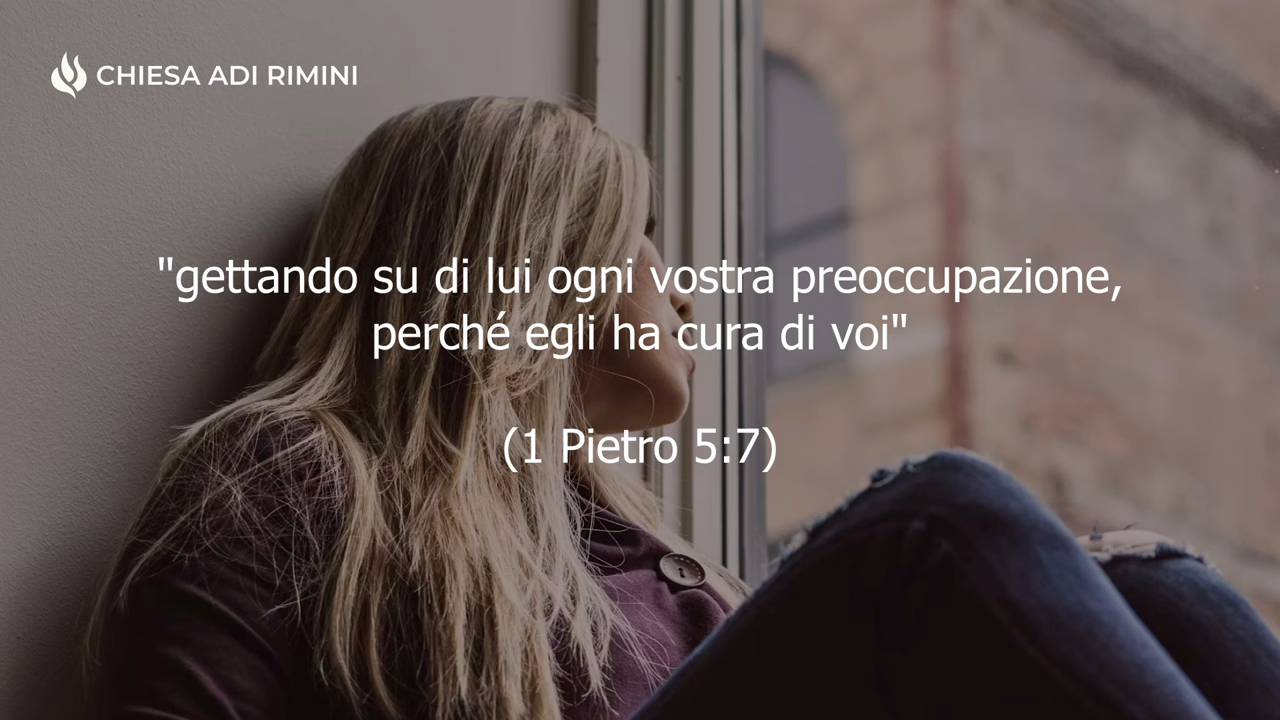 CHIESA ADI RIMINI
"gettando su di lui ogni vostra preoccupazione,
perché egli ha cura di voi"
(1 Pietro 5:7)